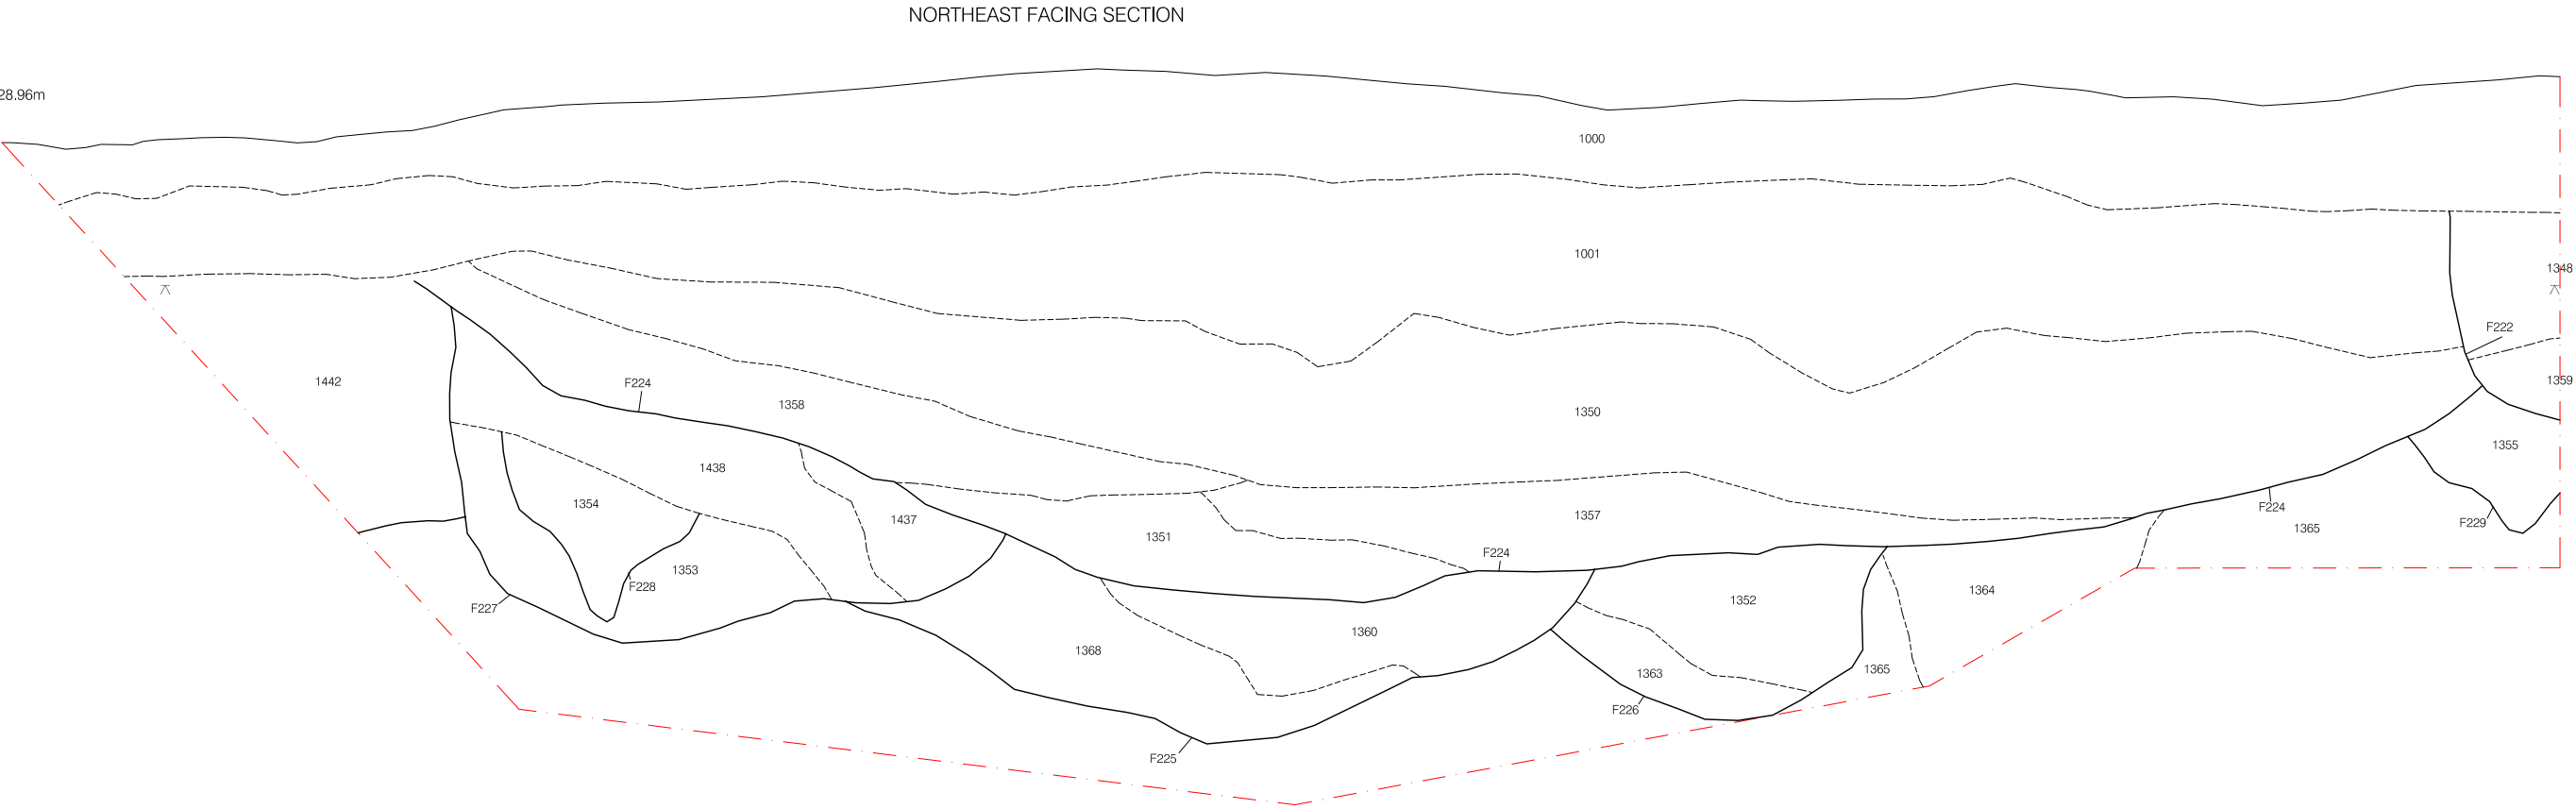 NORTHEAST FACING SECTION
28.96m
1000
1001
1348
F222
1442
F224
1358
1350
1359
1438
1355
1354
1437
1351
1357
F224
1365
F229
F224
1353
F228
F227
1352
1364
1360
1368
1363
1365
F226
F225